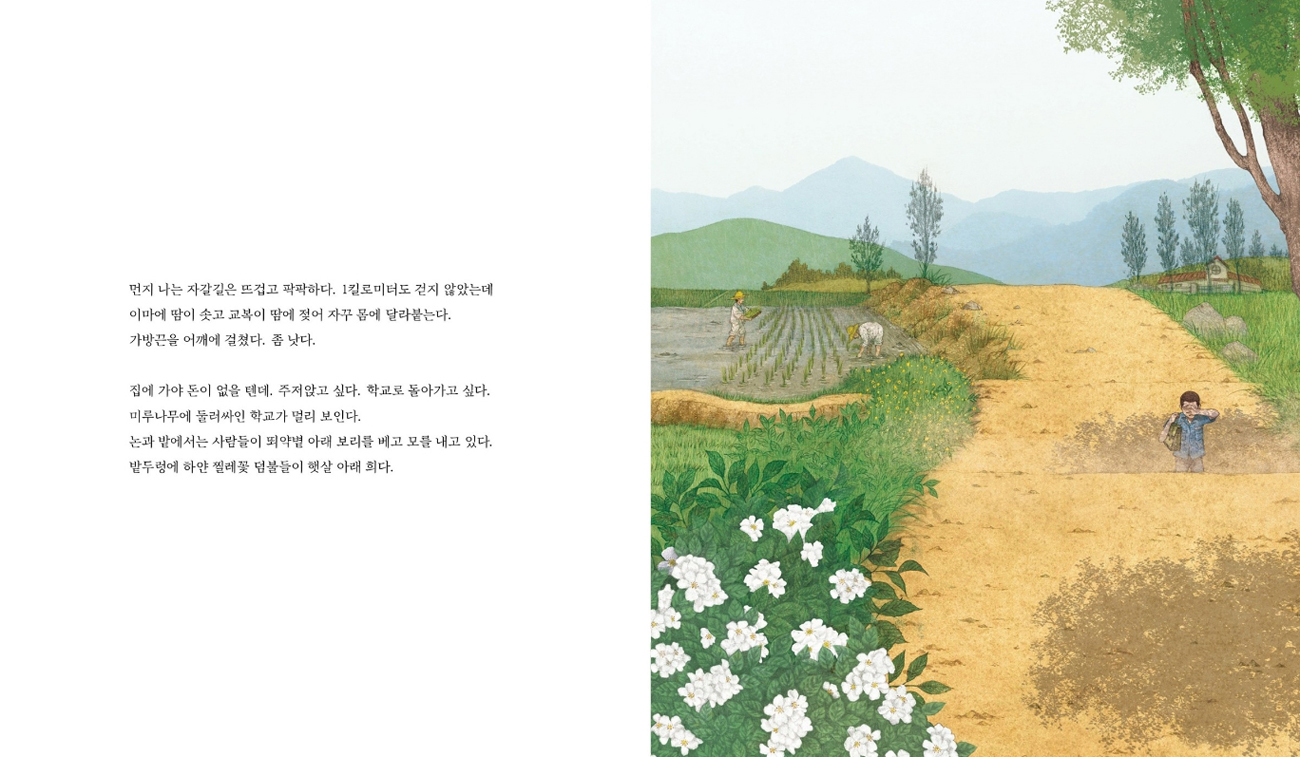 먼지 나는 자갈길은 뜨겁고 팍팍하다. 1킬로미터도 걷지 않았는데
이마에 땀이 솟고 교복이 땀에 젖어 자꾸 몸에 달라붙는다.
가방끈을 어깨에 걸쳤다. 좀 낫다.
집에 가야 돈이 없을 텐데. 주저앉고 싶다. 학교로 돌아가고 싶다.
미루나무에 둘러싸인 학교가 멀리 보인다.
논과 밭에서는 사람들이 뙤약볕 아래 보리를 베고 모를 내고 있다.
밭두렁에 하얀 찔레꽃 덤불들이 햇살 아래 희다.